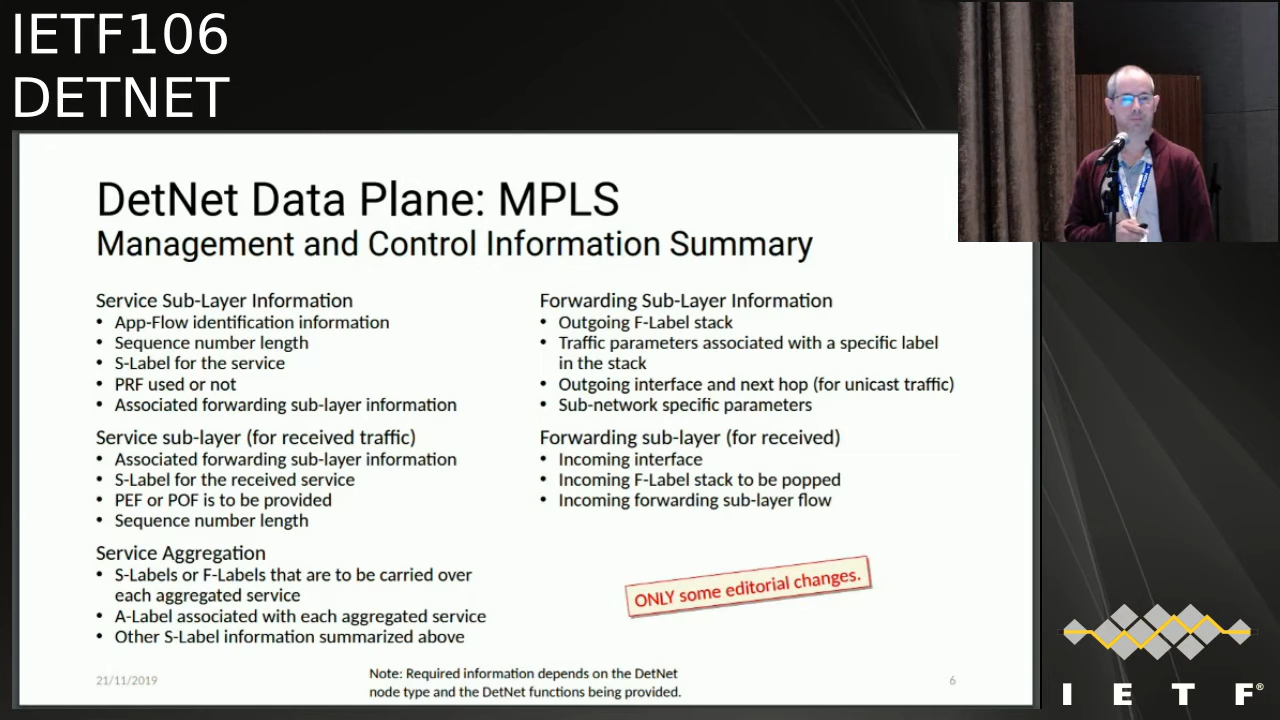 IETF106
DETNET
DetNet Data Plane: MPLS
Management and Control Information Summary
Service Sub-Layer Information
• App-Flow identification information
• Sequence number length
• S-Label for the service
• PRF used or not
• Associated forwarding sub-layer information
Service sub-layer (for received traffic)
• Associated forwarding sub-layer information
• S-Label for the received service
• PEF or POF is to be provided
• Sequence number length
Service Aggregation
• S-Labels or F-Labels that are to be carried over
each aggregated service
• A-Label associated with each aggregated service
• Other S-Label information summarized above
Forwarding Sub-Layer Information
• Outgoing F-Label stack
• Traffic parameters associated with a specific label
in the stack
• Outgoing interface and next hop (for unicast traffic)
• Sub-network specific parameters
Forwarding sub-layer (for received)
• Incoming interface
• Incoming F-Label stack to be popped
• Incoming forwarding sub-layer flow
ONLY some editorial changes.
21/11/2019
Note: Required information depends on the DetNet
node type and the DetNet functions being provided.
6
I E T F®